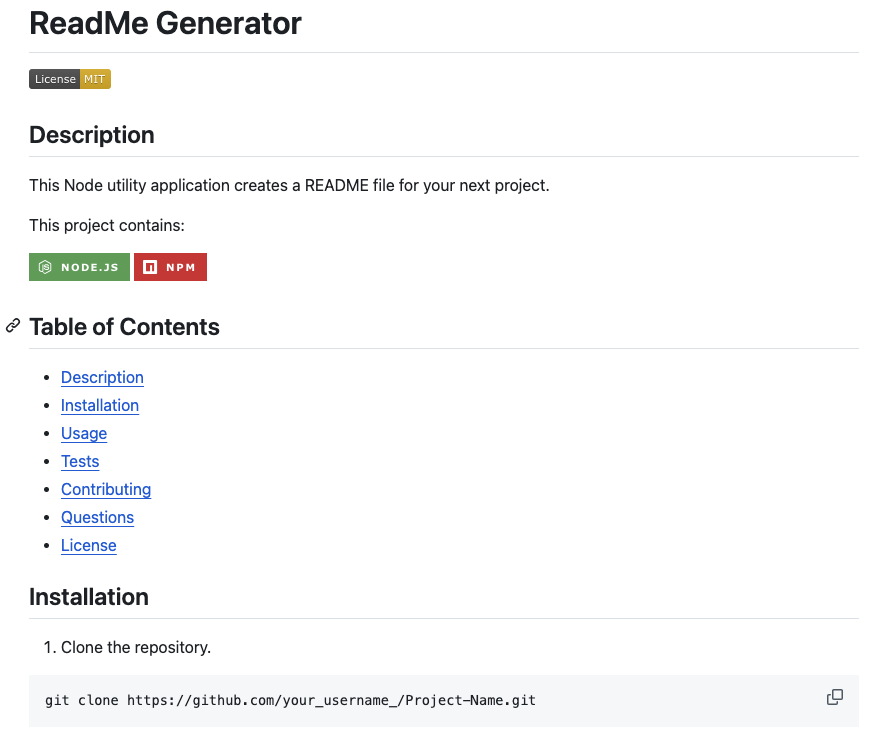 ReadMe Generator
License MIT
Description
This Node utility application creates a README file for your next project.
This project contains:
NODE.JS NPM
Table of Contents
Description
Installation
Usage
Tests
Contributing
Questions
License
Installation
1. Clone the repository.
git clone https://github.com/your_username_/Project-Name.git